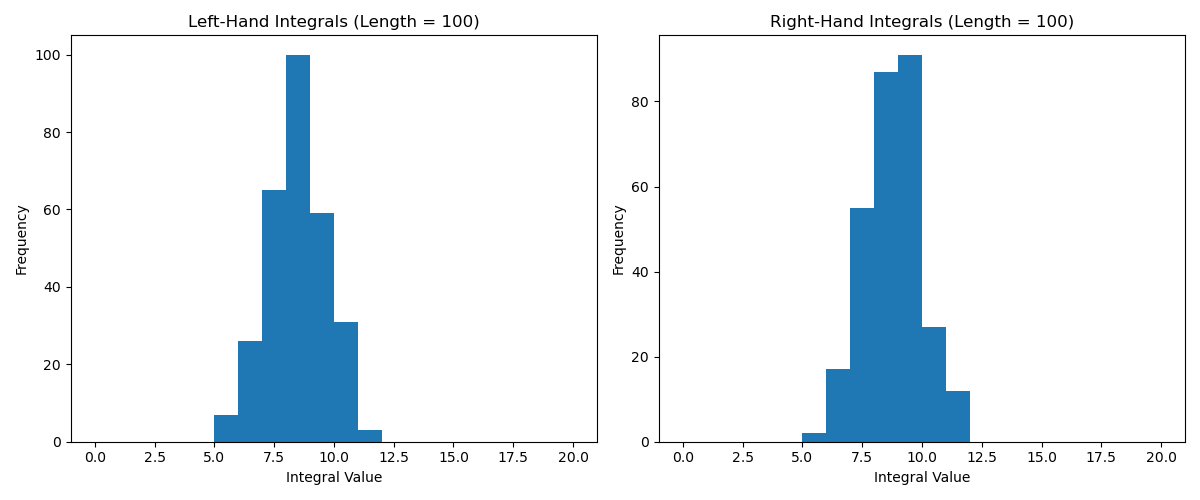 Left-Hand Integrals (Length = 100)
100
80
60
40
20
0
Frequency
0.0 2.5 5.0 7.5 10.0 12.5 15.0 17.5 20.0
Integral Value
Right-Hand Integrals (Length = 100)
80
60
40
20
0
Frequency
0.0 2.5 5.0 7.5 10.0 12.5 15.0 17.5 20.0
Integral Value